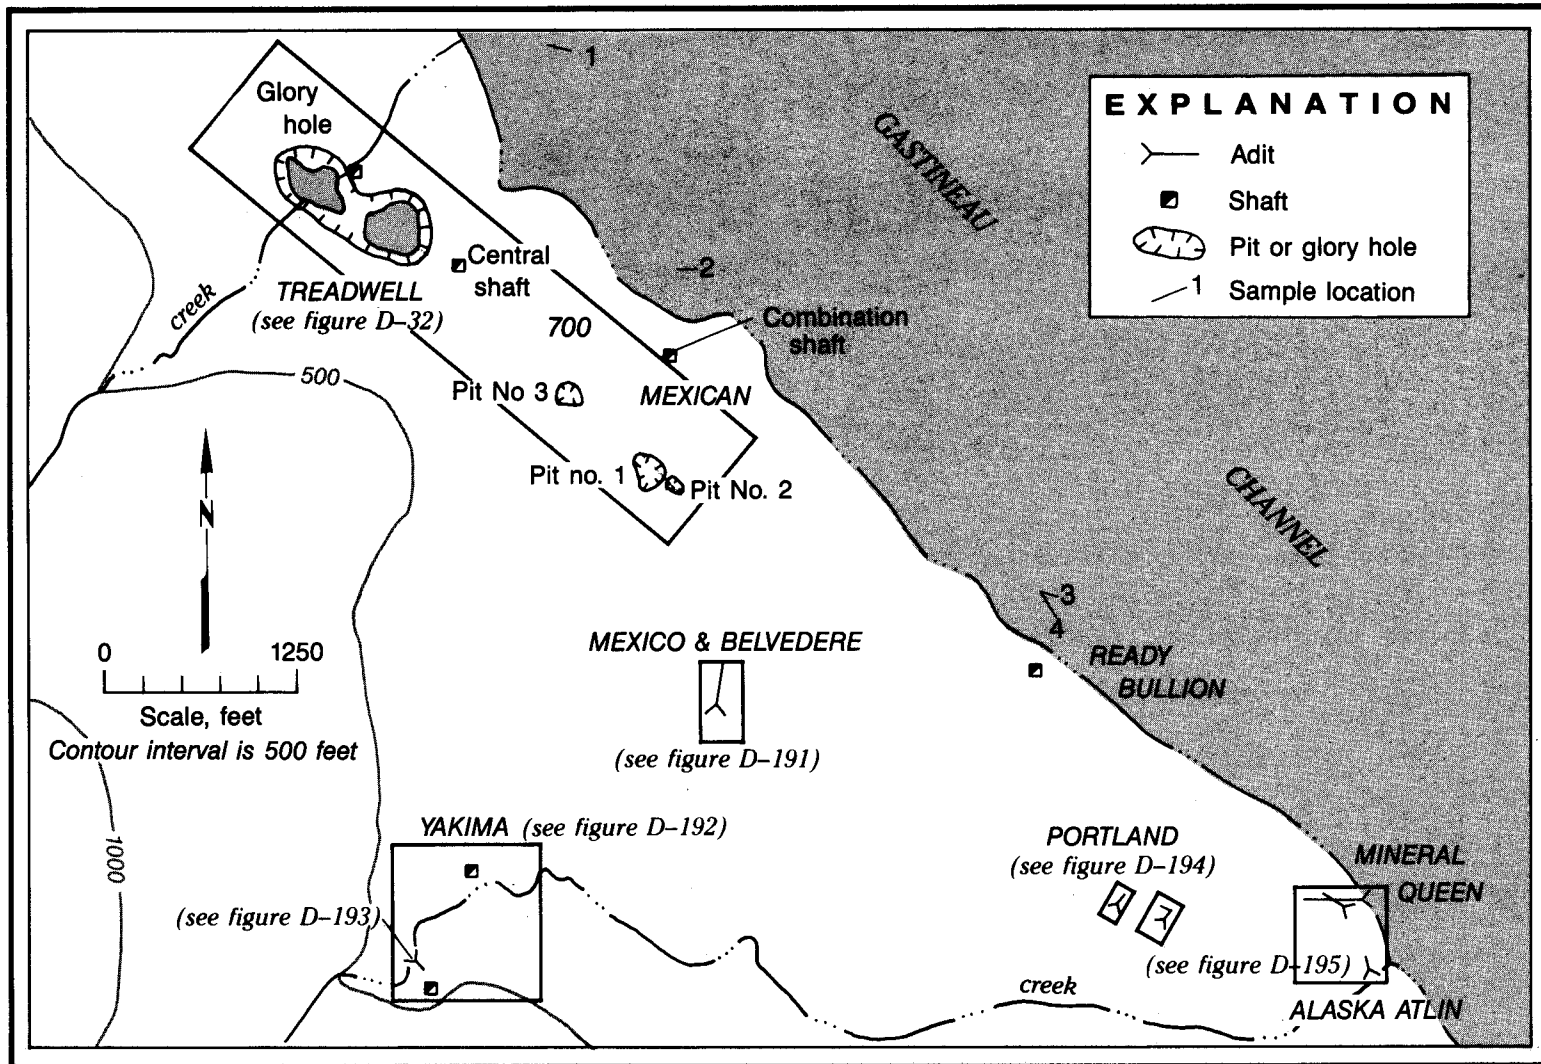 1
Glory
hole
EXPLANATION
Adit
Shaft
Pit or glory hole
1 Sample location
GASTINEAU
CHANNEL
2
Central
shaft
creek
TREADWELL
(see figure D-32)
700
Combination
shaft
500
Pit No 3
MEXICAN
Pit no. 1
Pit No. 2
N
3
4
0 1250
Scale, feet
Contour interval is 500 feet
MEXICO & BELVEDERE
(see figure D-191)
READY
BULLION
1000
YAKIMA (see figure D-192)
(see figure D-193)
PORTLAND
(see figure D-194)
MINERAL
QUEEN
(see figure D-195)
creek
ALASKA ATLIN